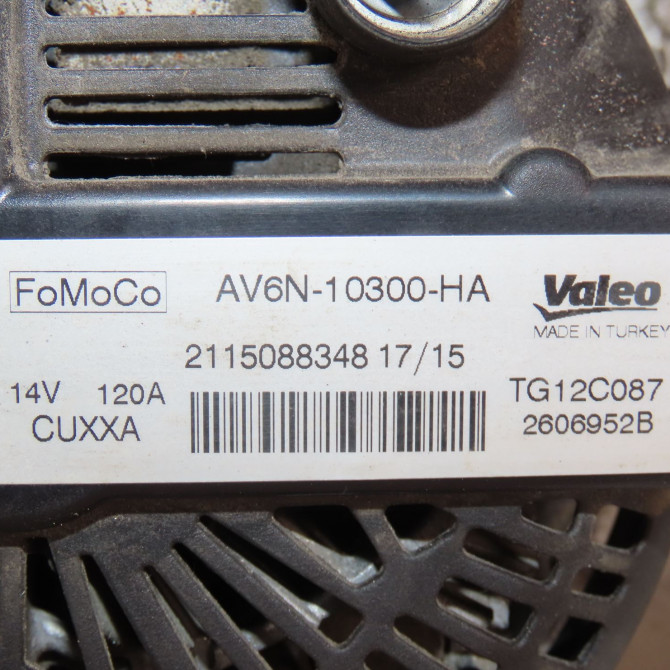 FoMoCo AV6N-10300-HA Valeo
MADE IN TURKEY
2115088348 17/15
14V 120A TG12C087
CUXXA 2606952B